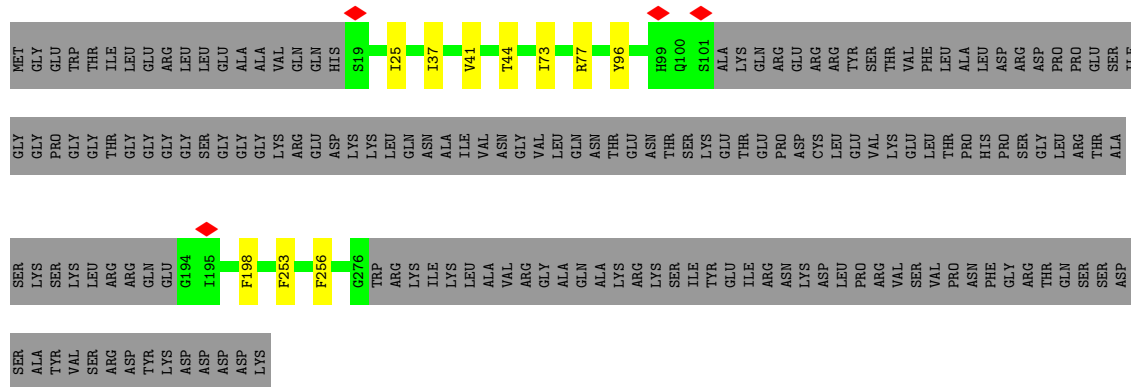 MET GLY GLU TRP THR ILE LEU GLU ARG LEU LEU GLU ALA ALA VAL GLN GLN HIS S19 I25 I37 V41 T44 I73 R77 Y96 H99 Q100 S101 ALA LYS GLN ARG GLU ARG ARG TYR SER THR VAL PHE LEU ALA LEU ASP ARG ASP PRO PRO GLU SER ILE
GLY GLY PRO GLY GLY THR GLY GLY GLY GLY SER GLY GLY GLY LYS ARG GLU ASP LYS LYS LEU GLN ASN ALA ILE VAL ASN GLY VAL LEU GLN ASN THR GLU ASN THR SER LYS GLU THR GLU PRO ASP CYS LEU GLU VAL LYS GLU LEU THR PRO HIS PRO SER GLY LEU ARG THR ALA
SER LYS SER LYS LEU ARG ARG GLN GLU G194 I195 F198 F253 F256 G276 TRP ARG LYS ILE LYS LEU ALA VAL ARG GLY ALA GLN ALA LYS ARG LYS SER ILE TYR GLU ILE ARG ASN LYS ASP LEU PRO ARG VAL SER VAL PRO ASN PHE GLY ARG THR GLN SER SER ASP
SER ALA TYR VAL SER ARG ASP TYR LYS ASP ASP ASP ASP LYS